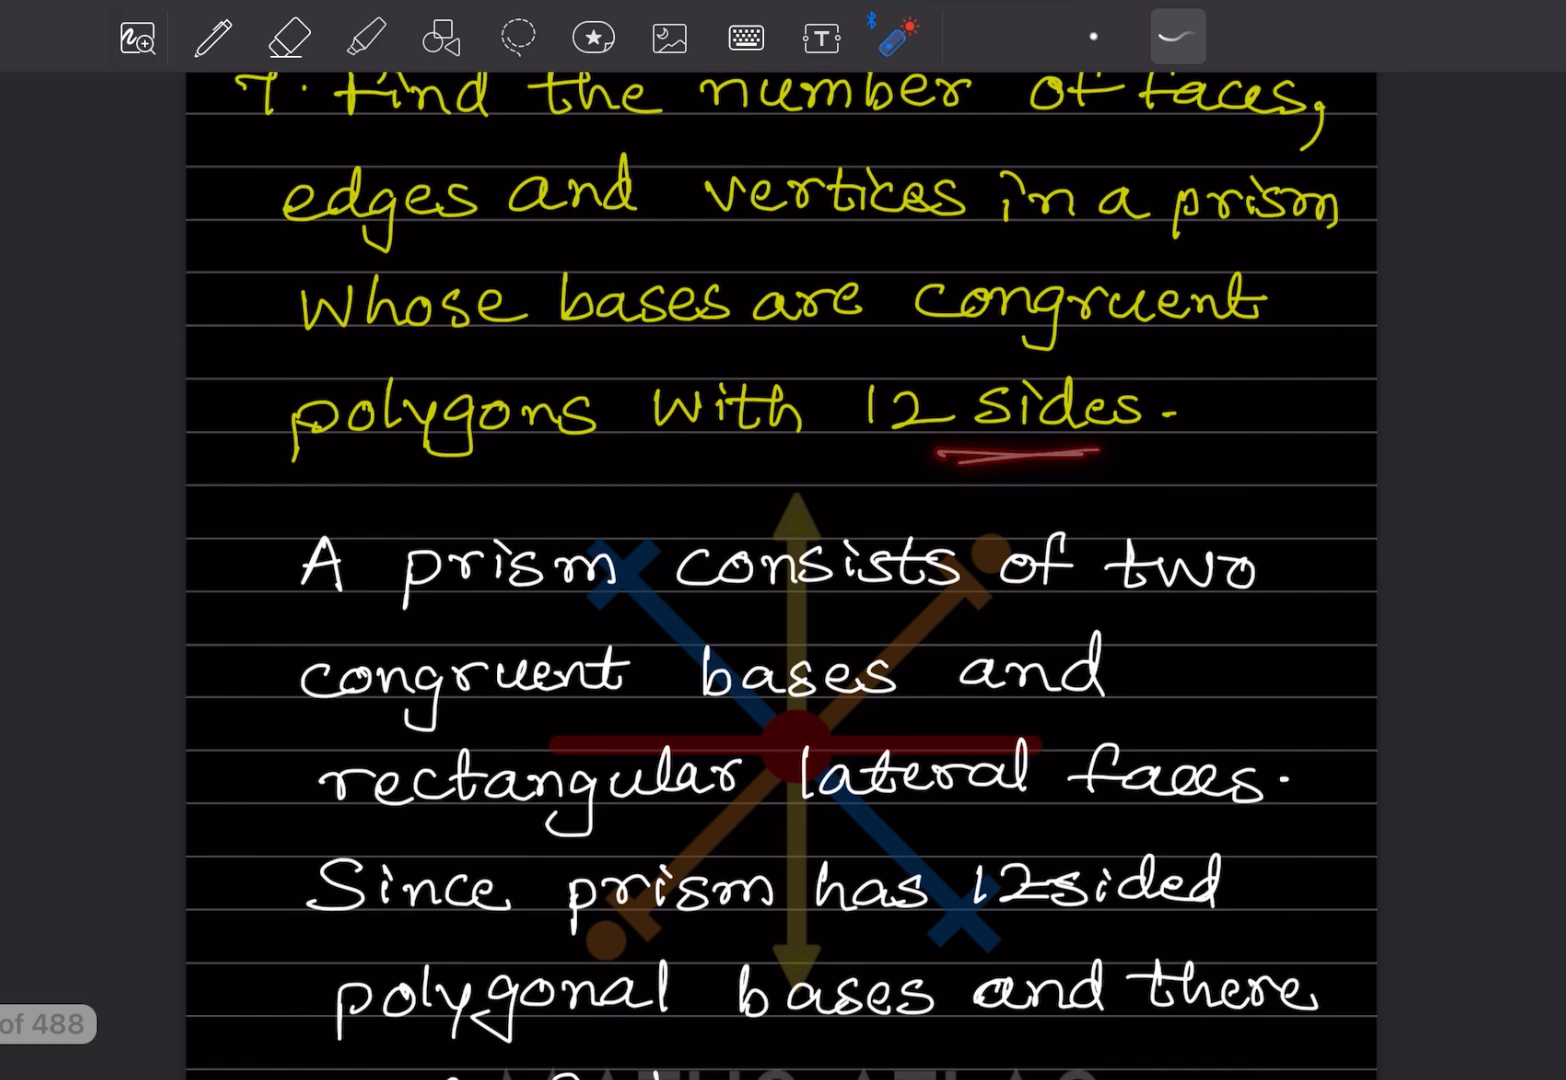 7. Find the number of faces,
edges and vertices in a prism
whose bases are congruent
polygons with 12 sides.
A prism consists of two
congruent bases and
rectangular lateral faces.
Since prism has 12 sided
polygonal bases and there
of 488